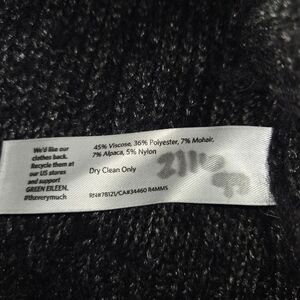 We'd like our
clothes back.
Recycle them at
our US stores
and support
GREEN EILEEN.
#theverymuch
45% Viscose, 36% Polyester, 7% Mohair,
7% Alpaca, 5% Nylon
Dry Clean Only
RN#78121/CA#34460 R4MMS